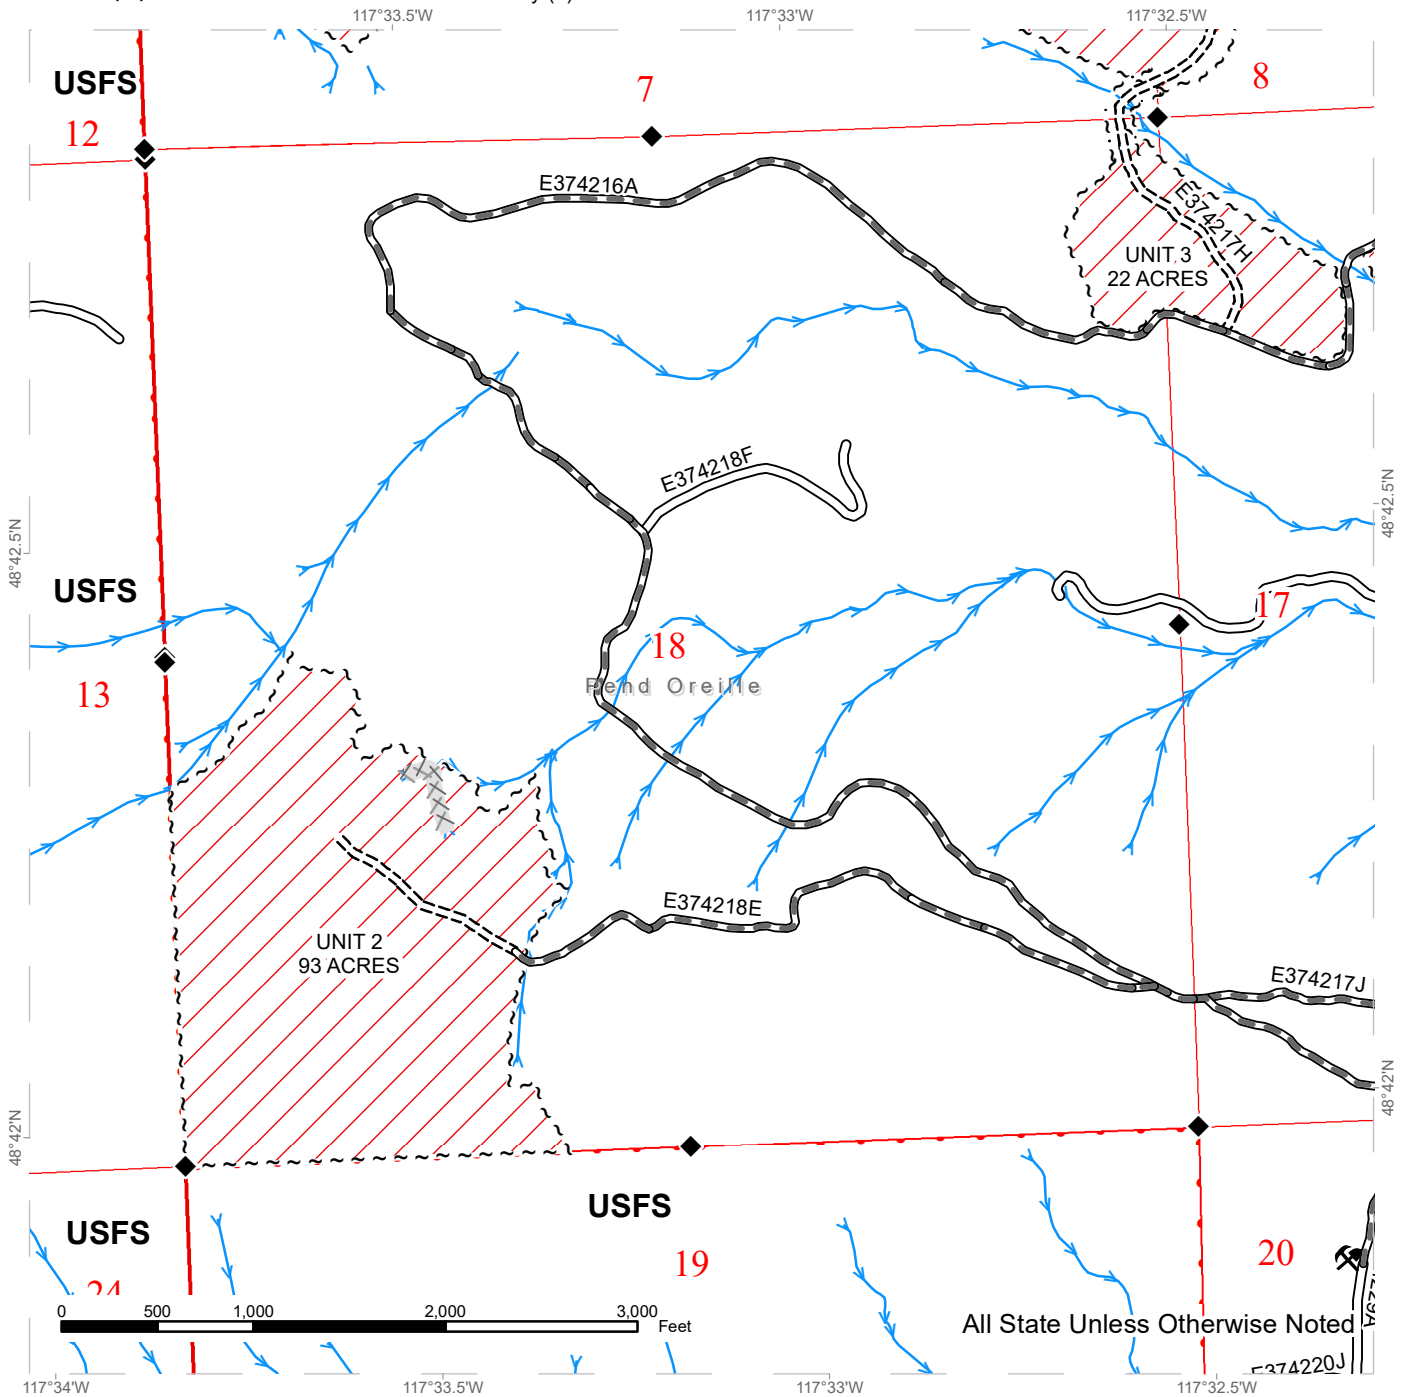 117°33.5'W
117°33'W
117°32.5'W
USFS
12
7
8
E374216A
E374217H
UNIT 3
22 ACRES
E374218F
48°42.5'N
48°42.5'N
USFS
17
18
Pend Oreille
13
E374218E
UNIT 2
93 ACRES
E374217J
48°42'N
48°42'N
USFS
USFS
19
20
24
0 500 1,000 2,000 3,000
Feet
All State Unless Otherwise Noted
E374220J
117°34'W
117°33.5'W
117°33'W
117°32.5'W